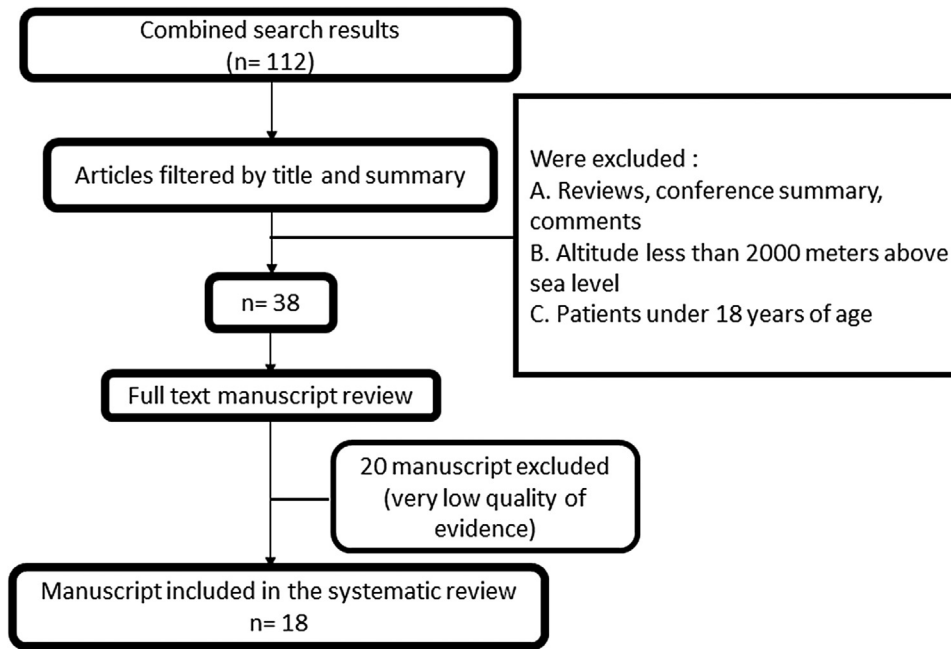 Combined search results
(n= 112)
Articles filtered by title and summary
Were excluded :
A. Reviews, conference summary,
comments
B. Altitude less than 2000 meters above
sea level
C. Patients under 18 years of age
n= 38
Full text manuscript review
20 manuscript excluded
(very low quality of
evidence)
Manuscript included in the systematic review
n= 18